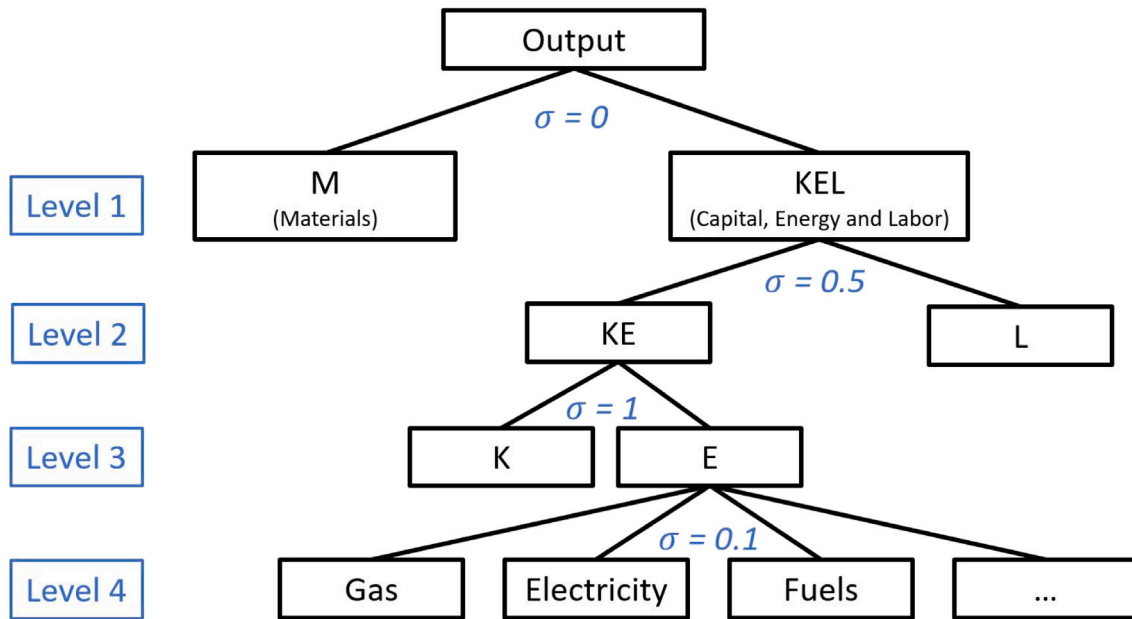 Output
σ = 0
Level 1
M
(Materials)
KEL
(Capital, Energy and Labor)
σ = 0.5
Level 2
KE
L
σ = 1
Level 3
K
E
σ = 0.1
Level 4
Gas
Electricity
Fuels
...